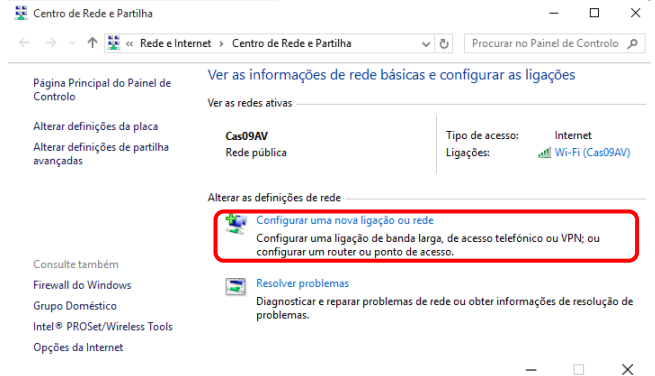 Centro de Rede e Partilha
« Rede e Internet > Centro de Rede e Partilha
Procurar no Painel de Controlo
Página Principal do Painel de
Controlo
Alterar definições da placa
Alterar definições de partilha
avançadas
Ver as informações de rede básicas e configurar as ligações
Ver as redes ativas
Cas09AV
Rede pública
Tipo de acesso: Internet
Ligações: Wi-Fi (Cas09AV)
Alterar as definições de rede
Configurar uma nova ligação ou rede
Configurar uma ligação de banda larga, de acesso telefónico ou VPN; ou
configurar um router ou ponto de acesso.
Resolver problemas
Diagnosticar e reparar problemas de rede ou obter informações de resolução de
problemas.
Consulte também
Firewall do Windows
Grupo Doméstico
Intel® PROSet/Wireless Tools
Opções da Internet